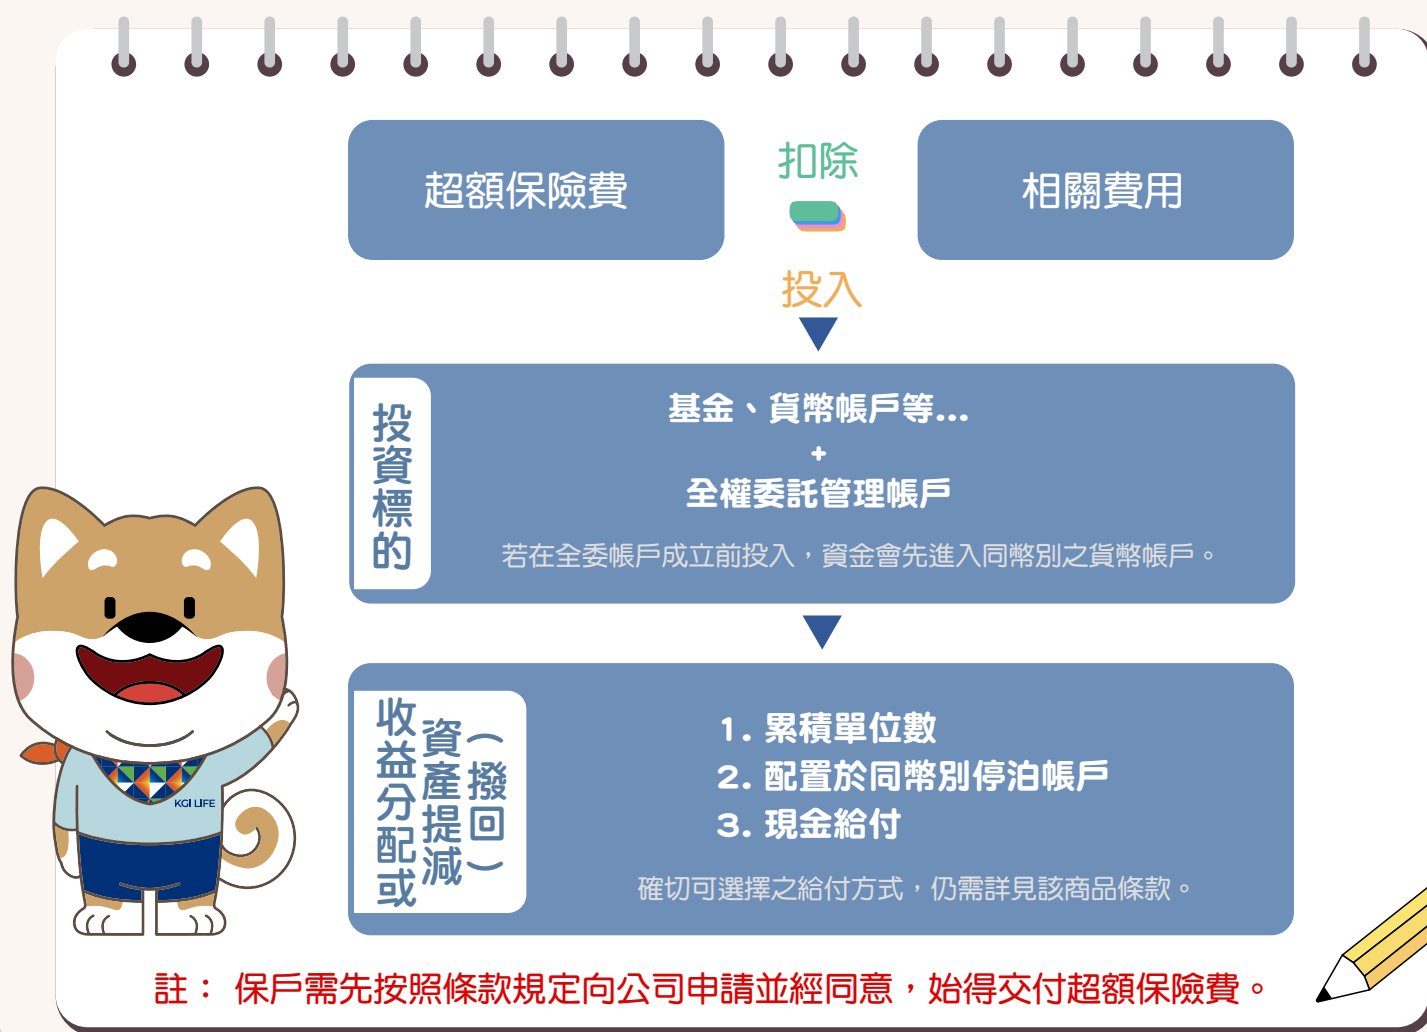 超額保險費
扣除
相關費用
投入
投資標的
基金、貨幣帳戶等...
+
全權委託管理帳戶
若在全委帳戶成立前投入，資金會先進入同幣別之貨幣帳戶。
收益分配或
資產提減
（撥回）
1. 累積單位數
2. 配置於同幣別停泊帳戶
3. 現金給付
確切可選擇之給付方式，仍需詳見該商品條款。
KGI LIFE
註： 保戶需先按照條款規定向公司申請並經同意，始得交付超額保險費。